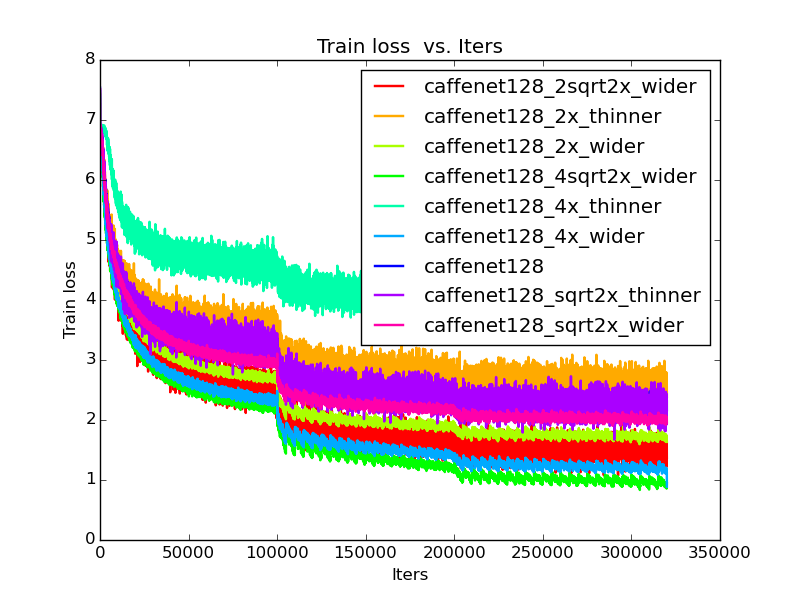 Train loss  vs. Iters
8
7
6
5
4
3
2
1
0
Train loss
caffenet128_2sqrt2x_wider
caffenet128_2x_thinner
caffenet128_2x_wider
caffenet128_4sqrt2x_wider
caffenet128_4x_thinner
caffenet128_4x_wider
caffenet128
caffenet128_sqrt2x_thinner
caffenet128_sqrt2x_wider
0 50000 100000 150000 200000 250000 300000 350000
Iters